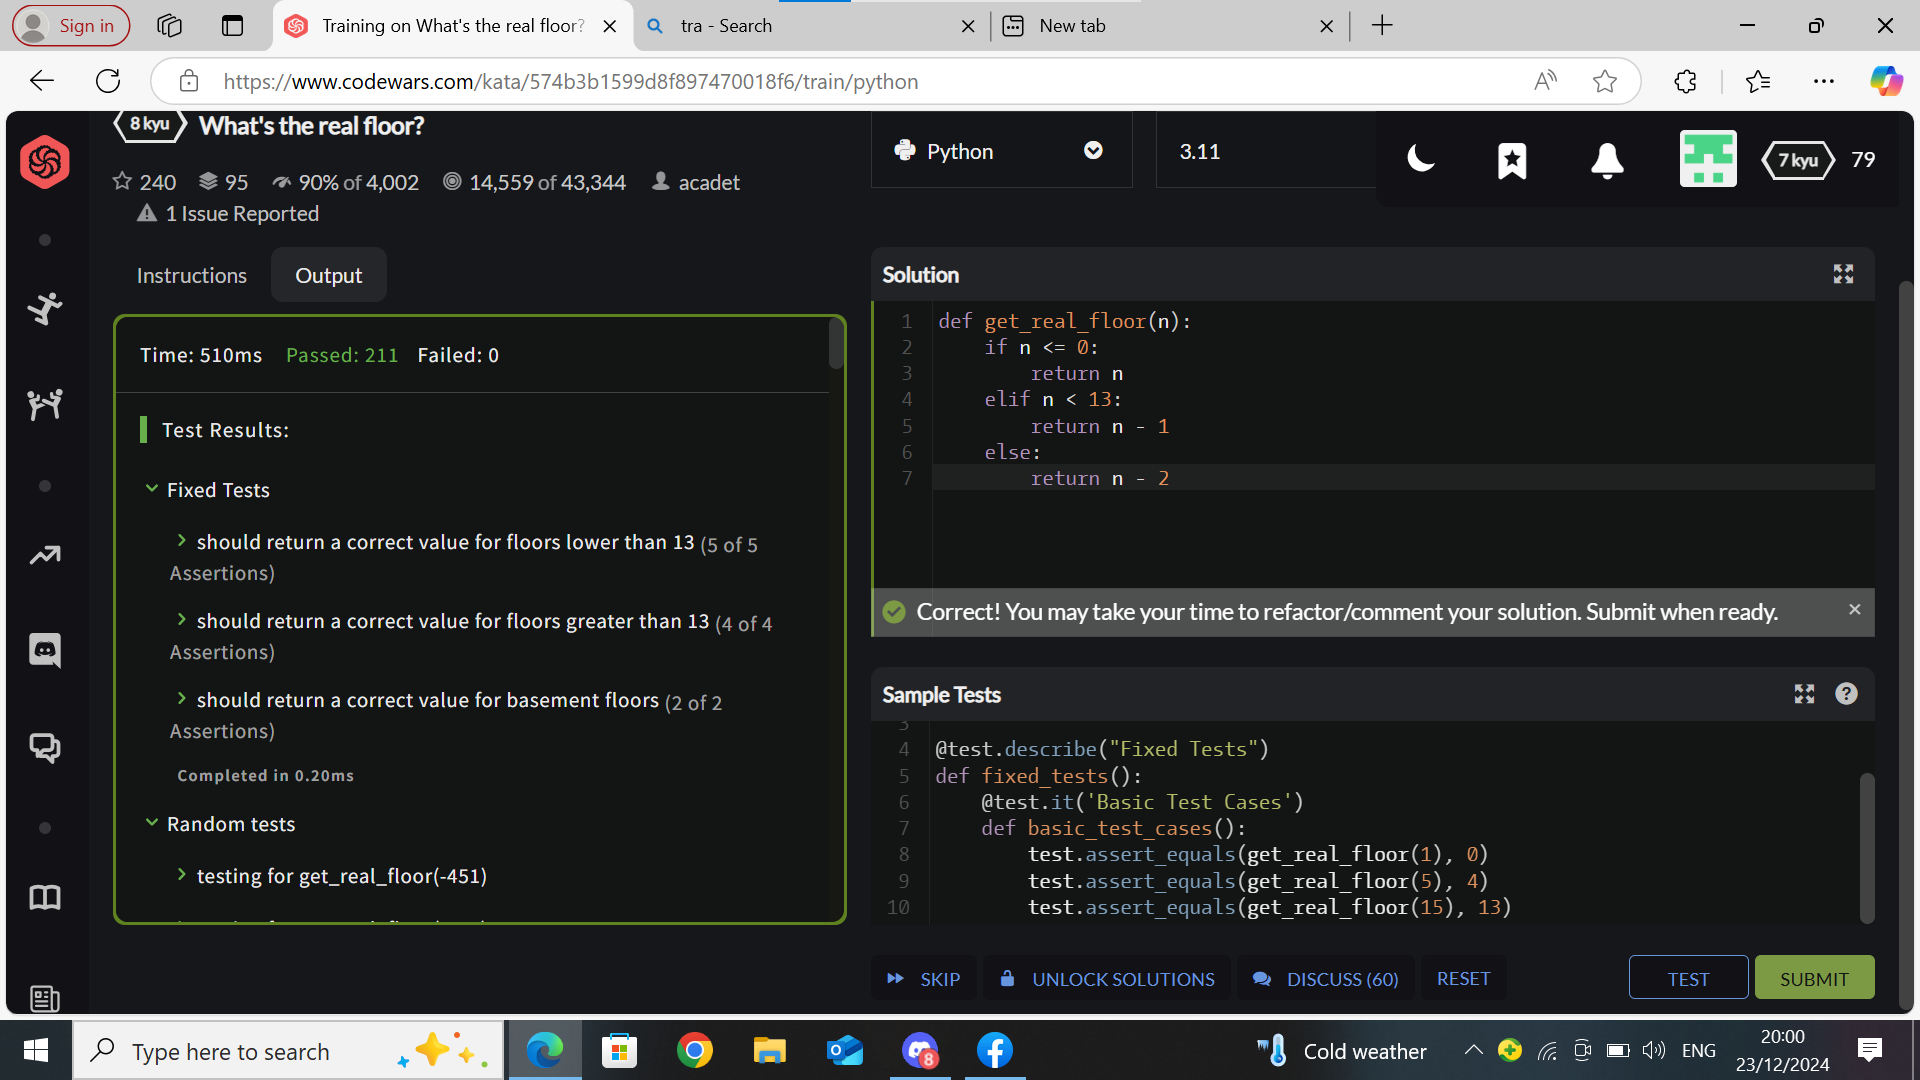 Sign in
Training on What's the real floor?
tra - Search
New tab
https://www.codewars.com/kata/574b3b1599d8f897470018f6/train/python
8 kyu
What's the real floor?
240
95
90% of 4,002
14,559 of 43,344
acadet
1 Issue Reported
Python
3.11
7 kyu
79
Instructions
Output
Time: 510ms Passed: 211 Failed: 0
Test Results:
Fixed Tests
should return a correct value for floors lower than 13 (5 of 5
Assertions)
should return a correct value for floors greater than 13 (4 of 4
Assertions)
should return a correct value for basement floors (2 of 2
Assertions)
Completed in 0.20ms
Random tests
testing for get_real_floor(-451)
Solution
1 def get_real_floor(n):
2 if n <= 0:
3 return n
4 elif n < 13:
5 return n - 1
6 else:
7 return n - 2
Correct! You may take your time to refactor/comment your solution. Submit when ready.
Sample Tests
3
4 @test.describe("Fixed Tests")
5 def fixed_tests():
6 @test.it('Basic Test Cases')
7 def basic_test_cases():
8 test.assert_equals(get_real_floor(1), 0)
9 test.assert_equals(get_real_floor(5), 4)
10 test.assert_equals(get_real_floor(15), 13)
SKIP
UNLOCK SOLUTIONS
DISCUSS (60)
RESET
TEST
SUBMIT
Type here to search
8
Cold weather
ENG
20:00
23/12/2024